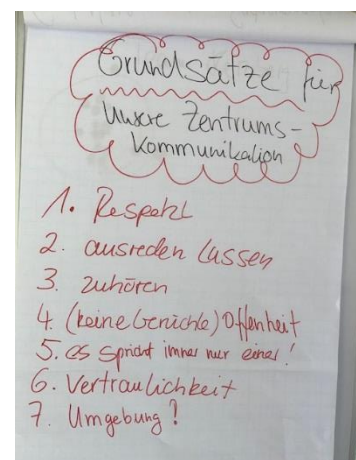 Grundsätze für
Unsere Zentrums-
Kommunikation
1. Respekt
2. ausreden lassen
3. zuhören
4. (keine Gerüchte) Offenheit
5. es spricht immer nur einer!
6. Vertraulichkeit
7. Umgebung?